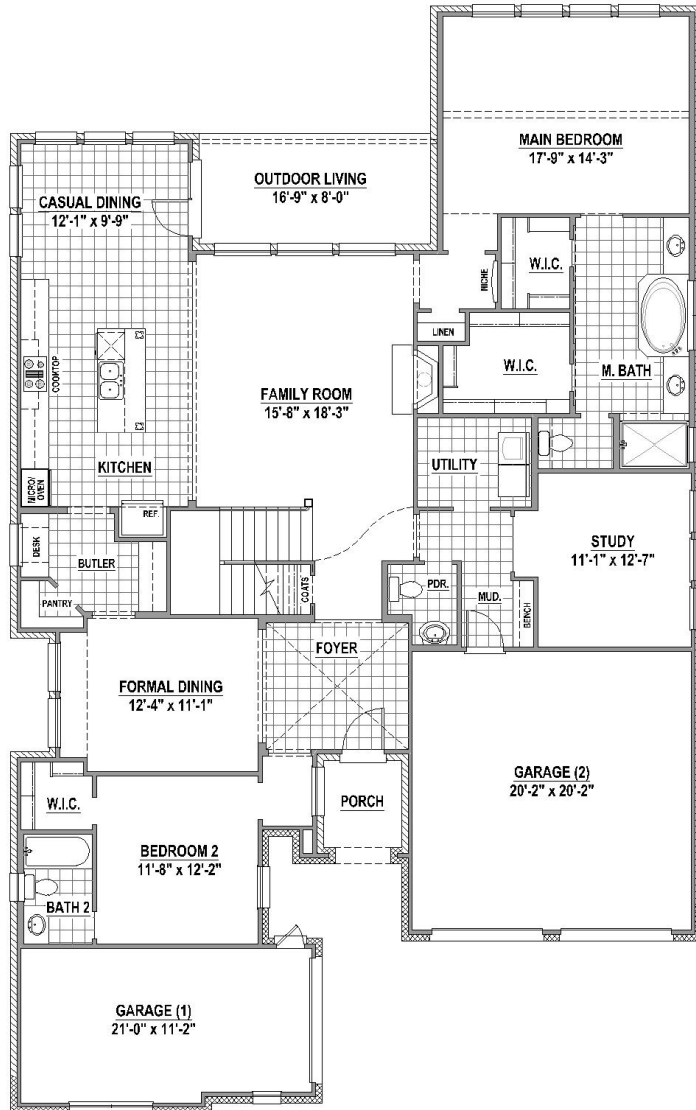 MAIN BEDROOM
17'-9" x 14'-3"
OUTDOOR LIVING
16'-9" x 8'-0"
CASUAL DINING
12'-1" x 9'-9"
W.I.C.
NICHE
LINEN
W.I.C.
M. BATH
COOKTOP
FAMILY ROOM
15'-8" x 18'-3"
KITCHEN
UTILITY
MICRO/
OVEN
REF.
DESK
BUTLER
STUDY
11'-1" x 12'-7"
COATS
PDR.
MUD.
BENCH
PANTRY
FOYER
FORMAL DINING
12'-4" x 11'-1"
GARAGE (2)
20'-2" x 20'-2"
W.I.C.
PORCH
BEDROOM 2
11'-8" x 12'-2"
BATH 2
GARAGE (1)
21'-0" x 11'-2"